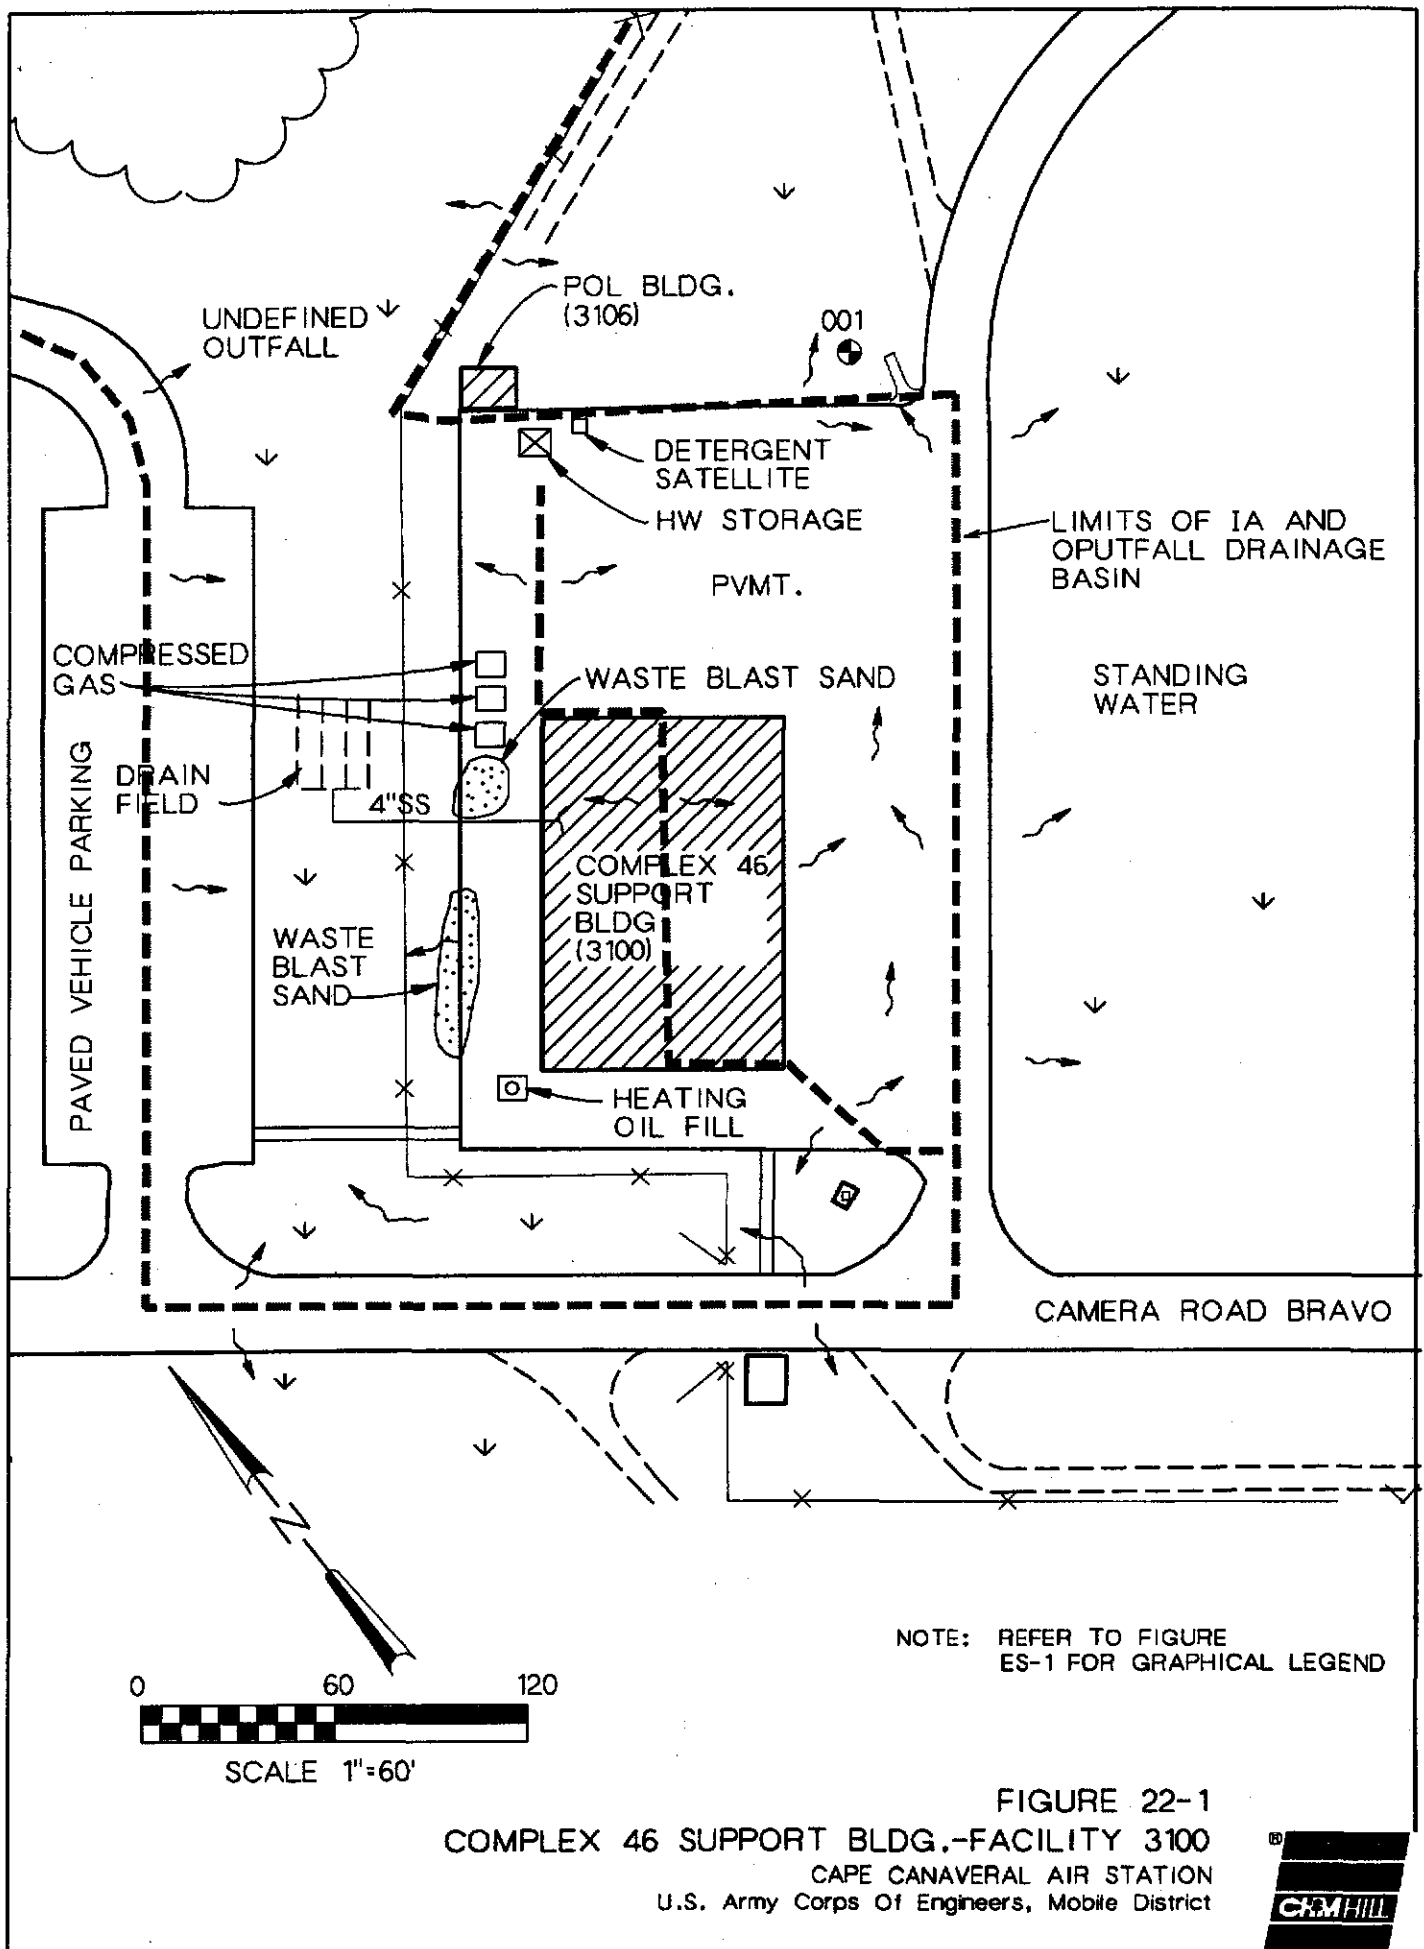 POL BLDG.
(3106)
UNDEFINED
OUTFALL
001
DETERGENT
SATELLITE
HW STORAGE
LIMITS OF IA AND
OPUTFALL DRAINAGE
BASIN
PVMT.
COMPRESSED
GAS
WASTE BLAST SAND
STANDING
WATER
PAVED VEHICLE PARKING
DRAIN
FIELD
4"SS
COMPLEX 46
SUPPORT
BLDG
(3100)
WASTE
BLAST
SAND
HEATING
OIL FILL
CAMERA ROAD BRAVO
N
NOTE: REFER TO FIGURE
ES-1 FOR GRAPHICAL LEGEND
0 60 120
SCALE 1"=60'
FIGURE 22-1
COMPLEX 46 SUPPORT BLDG.-FACILITY 3100
CAPE CANAVERAL AIR STATION
U.S. Army Corps Of Engineers, Mobile District
®
CH2M HILL